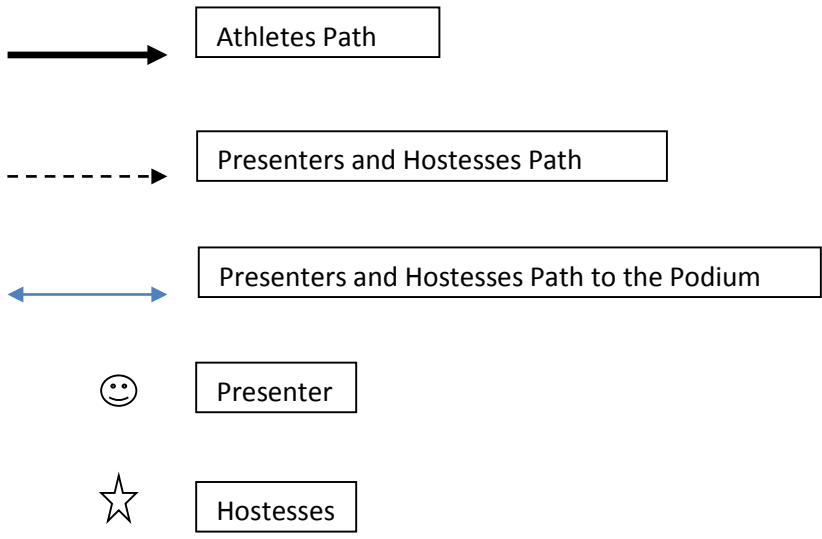 Athletes Path
Presenters and Hostesses Path
Presenters and Hostesses Path to the Podium
Presenter
Hostesses